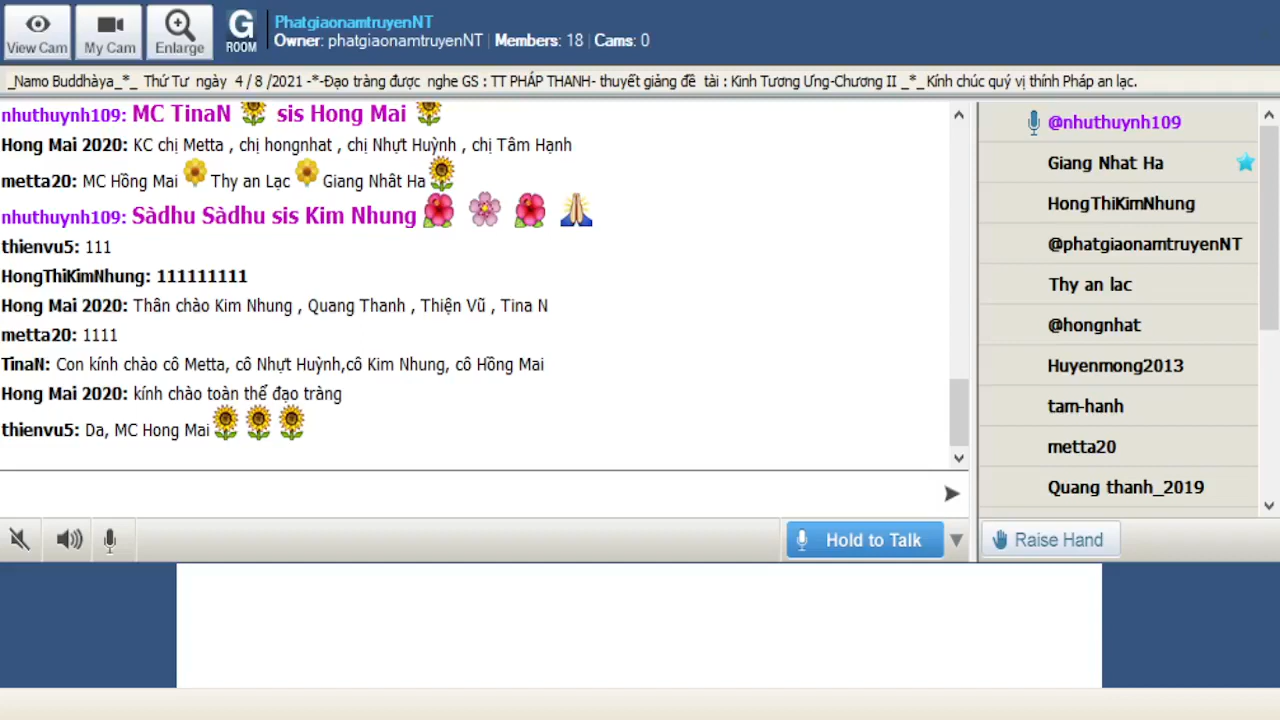 View Cam
My Cam
Enlarge
G
ROOM
PhatgiaonamtruyenNT
Owner: phatgiaonamtruyenNT | Members: 18 | Cams: 0
_Namo Buddhàya_*_ Thứ Tư ngày 4 / 8 /2021 -*-Đạo tràng được nghe GS : TT PHÁP THANH- thuyết giảng đề tài : Kinh Tương Ưng-Chương II _*_ Kính chúc quý vị thính Pháp an lạc.
nhuthuynh109: MC TinaN sis Hong Mai
Hong Mai 2020: KC chị Metta , chị hongnhat , chị Nhựt Huỳnh , chị Tâm Hạnh
metta20: MC Hồng Mai Thy an Lạc Giang Nhât Ha
nhuthuynh109: Sàdhu Sàdhu sis Kim Nhung
thienvu5: 111
HongThiKimNhung: 111111111
Hong Mai 2020: Thân chào Kim Nhung , Quang Thanh , Thiện Vũ , Tina N
metta20: 1111
TinaN: Con kính chào cô Metta, cô Nhựt Huỳnh,cô Kim Nhung, cô Hồng Mai
Hong Mai 2020: kính chào toàn thể đạo tràng
thienvu5: Da, MC Hong Mai
@nhuthuynh109
Giang Nhat Ha
HongThiKimNhung
@phatgiaonamtruyenNT
Thy an lac
@hongnhat
Huyenmong2013
tam-hanh
metta20
Quang thanh_2019
Hold to Talk
Raise Hand